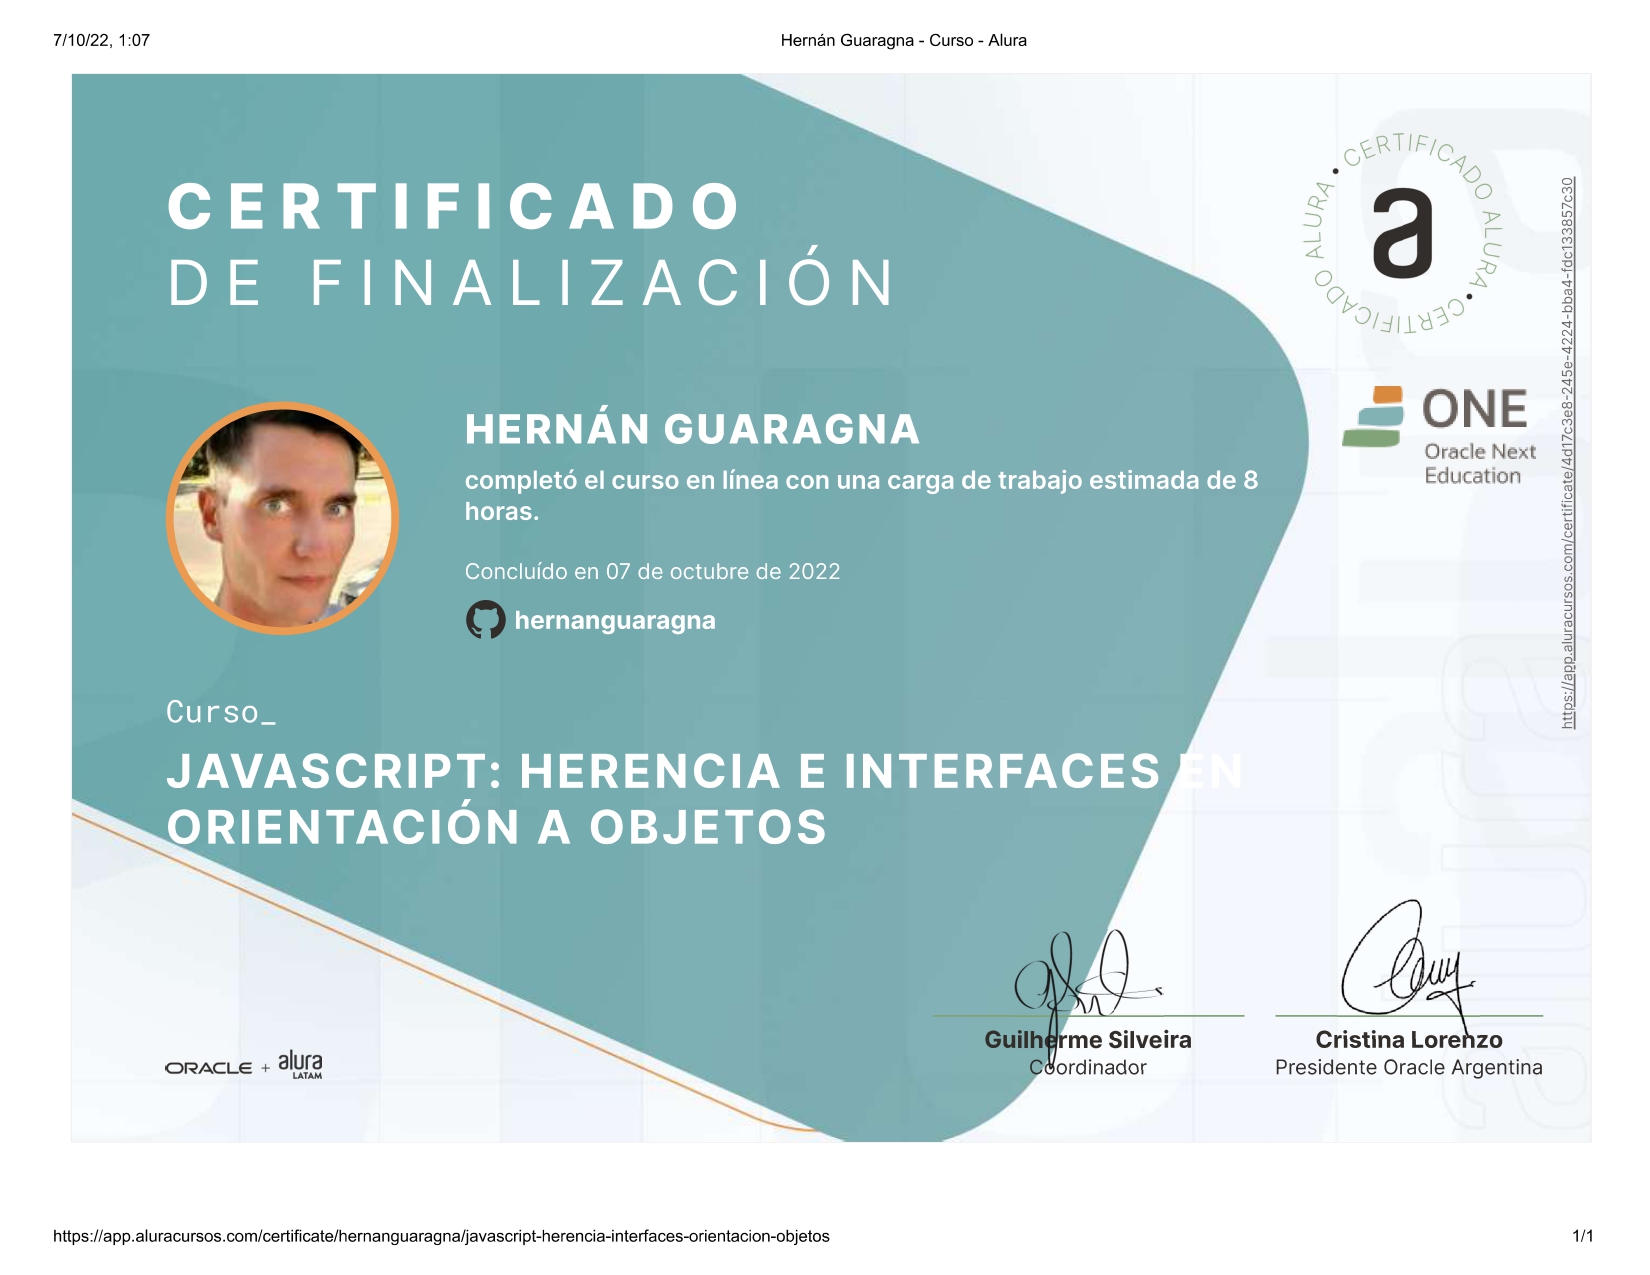 7/10/22, 1:07
Hernán Guaragna - Curso - Alura
CERTIFICADO
DE FINALIZACIÓN
• CERTIFICADO ALURA • CERTIFICADO ALURA
a
ONE
Oracle Next
Education
https://app.aluracursos.com/certificate/4d17c3e8-245e-4224-bba4-fdc133857c30
HERNÁN GUARAGNA
completó el curso en línea con una carga de trabajo estimada de 8
horas.
Concluído en 07 de octubre de 2022
hernanguaragna
Curso_
JAVASCRIPT: HERENCIA E INTERFACES EN
ORIENTACIÓN A OBJETOS
Guilherme Silveira
Coordinador
Cristina Lorenzo
Presidente Oracle Argentina
ORACLE + alura
LATAM
https://app.aluracursos.com/certificate/hernanguaragna/javascript-herencia-interfaces-orientacion-objetos
1/1